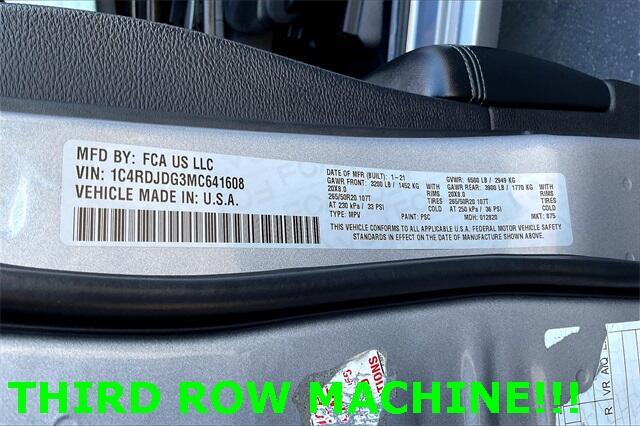 MFD BY: FCA US LLC
VIN: 1C4RDJDG3MC641608
VEHICLE MADE IN: U.S.A.
MFR DATE (BUILT): 1-21 GVWR: 6500 LB / 2949 KG
GAWR FRONT: 3200 LB / 1452 KG WITH GAWR REAR: 3900 LB / 1770 KG WITH
20X8.0 RIMS 20X8.0 RIMS
265/50R20 107T TIRES 265/50R20 107T TIRES
AT 230 kPa / 33 PSI COLD AT 250 kPa / 36 PSI COLD
TYPE: MPV PAINT: PSC MDH: 012820 MKT: 875
THIS VEHICLE CONFORMS TO ALL APPLICABLE U.S.A. FEDERAL MOTOR VEHICLE SAFETY
STANDARDS IN EFFECT ON THE DATE OF MANUFACTURE SHOWN ABOVE.
THIRD ROW MACHINE!!!